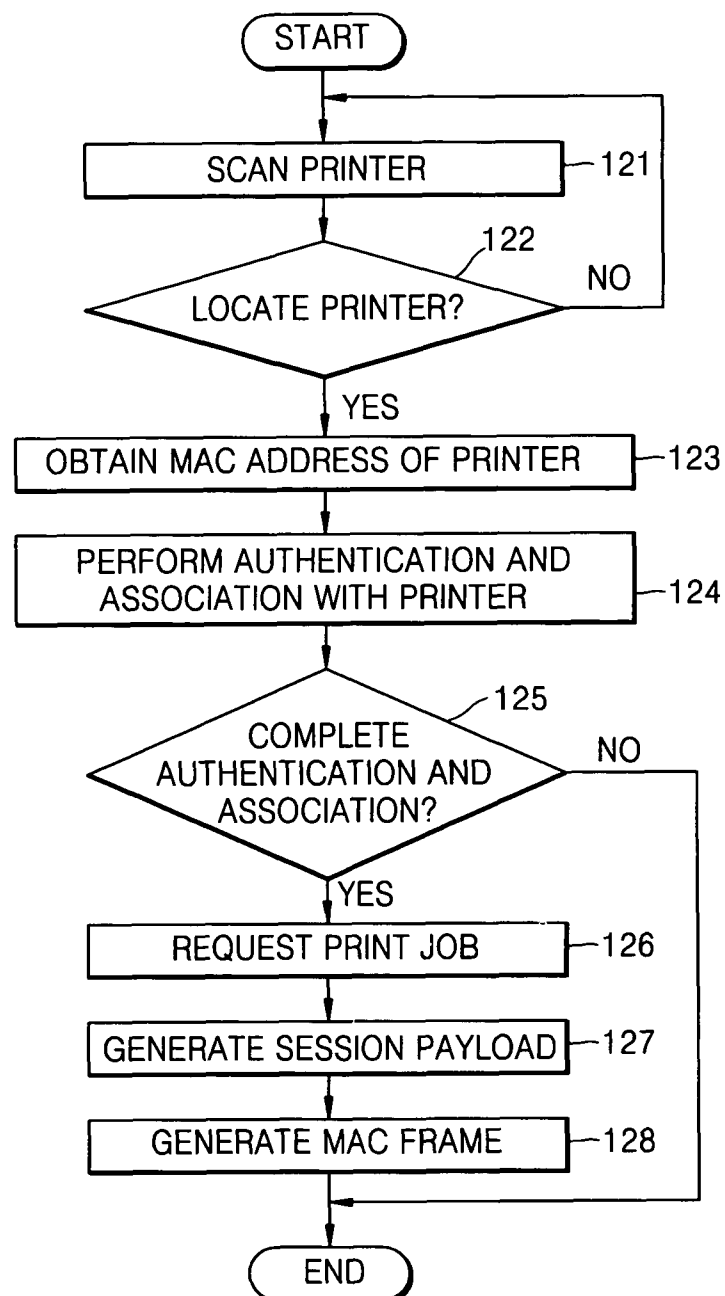 START
SCAN PRINTER
121
122
LOCATE PRINTER?
NO
YES
OBTAIN MAC ADDRESS OF PRINTER
123
PERFORM AUTHENTICATION AND
ASSOCIATION WITH PRINTER
124
125
COMPLETE
AUTHENTICATION AND
ASSOCIATION?
NO
YES
REQUEST PRINT JOB
126
GENERATE SESSION PAYLOAD
127
GENERATE MAC FRAME
128
END